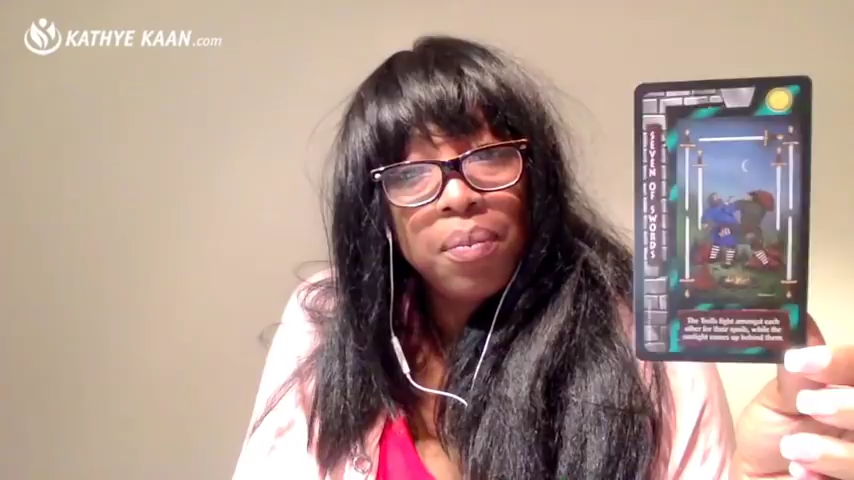 KATHYE KAAN.com
SEVEN OF SWORDS
The Trolls fight amongst each
other for their spoils, while the
sunlight comes up behind them.